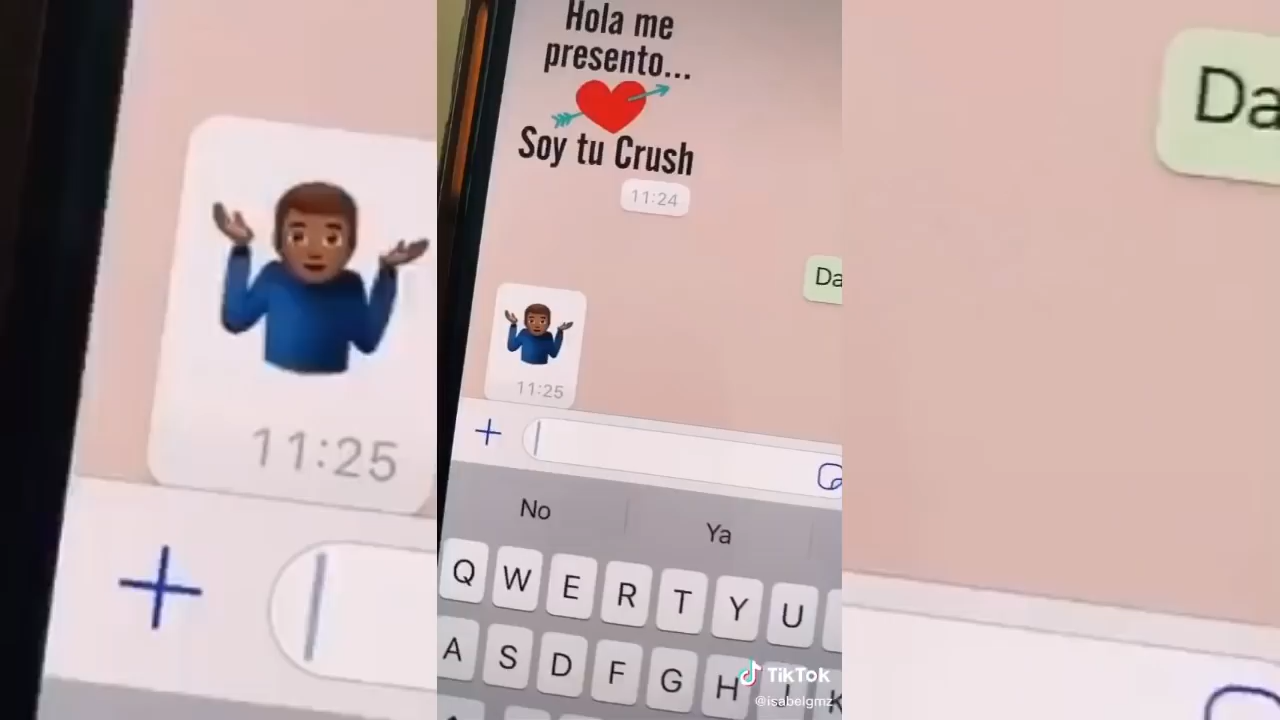 Hola me
presento...
Soy tu Crush
11:24
Da
11:25
No
Ya
Q W E R T Y U
A S D F G H
TikTok
@isabelgmz
11:25
Da